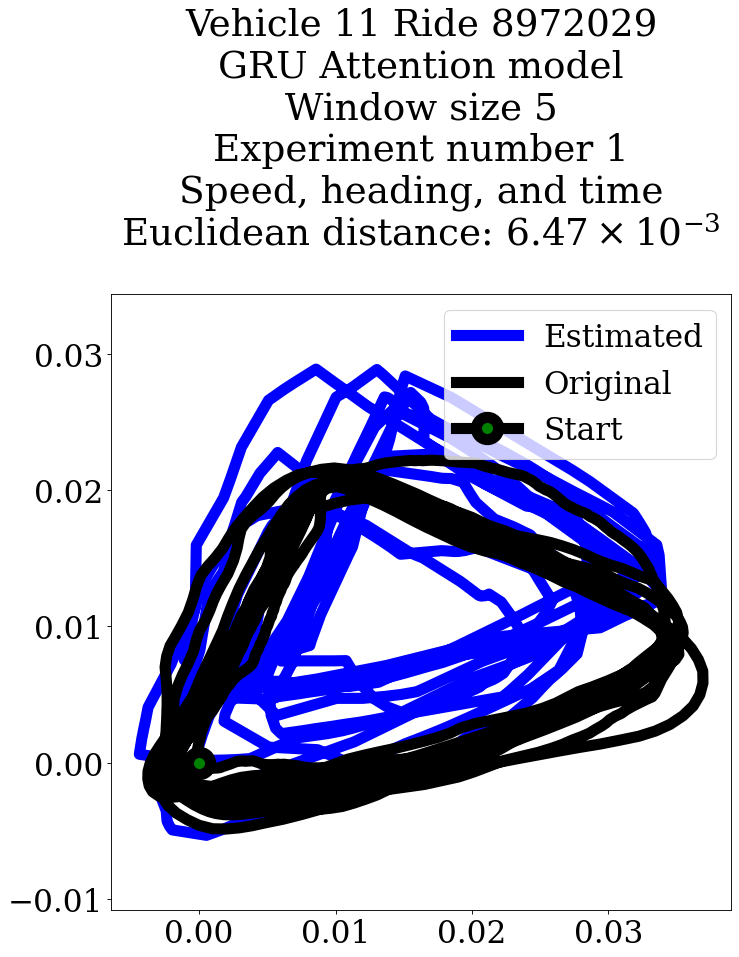 Vehicle 11 Ride 8972029
GRU Attention model
Window size 5
Experiment number 1
Speed, heading, and time
Euclidean distance: 6.47 × 10⁻³
Estimated
Original
Start
0.03
0.02
0.01
0.00
−0.01
0.00 0.01 0.02 0.03